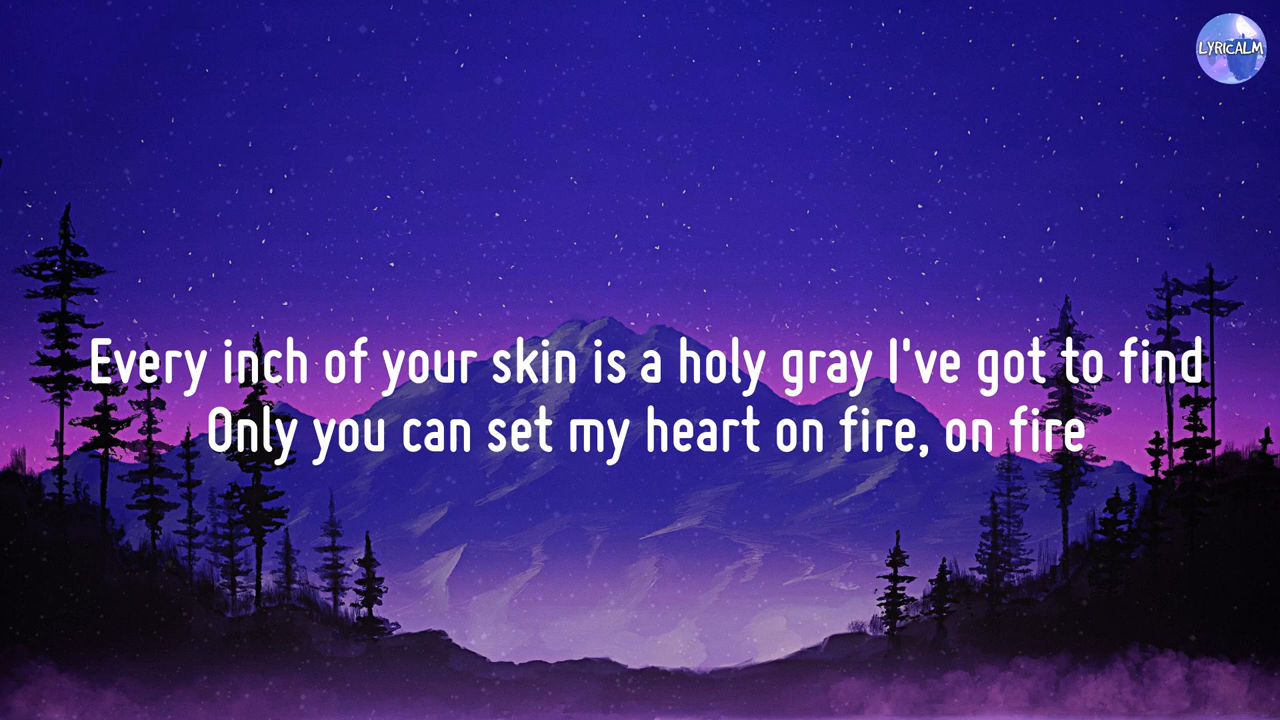 LYRICALM
Every inch of your skin is a holy gray I've got to find
Only you can set my heart on fire, on fire